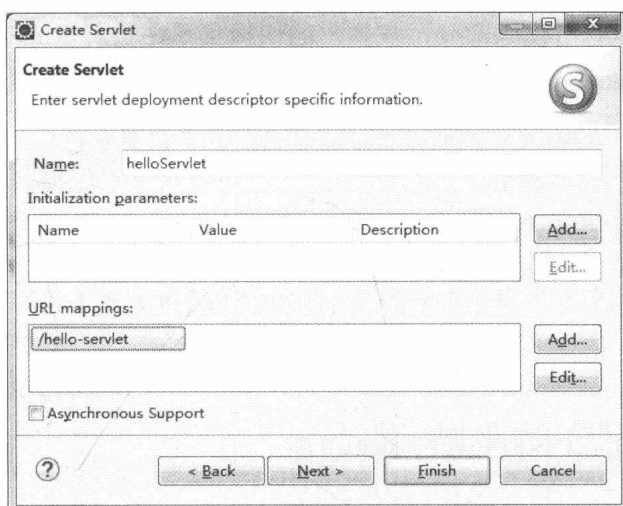 Create Servlet
Create Servlet
Enter servlet deployment descriptor specific information.
S
Name: helloServlet
Initialization parameters:
Name Value Description
Add...
Edit...
URL mappings:
/hello-servlet
Add...
Edit...
Asynchronous Support
? < Back Next > Finish Cancel